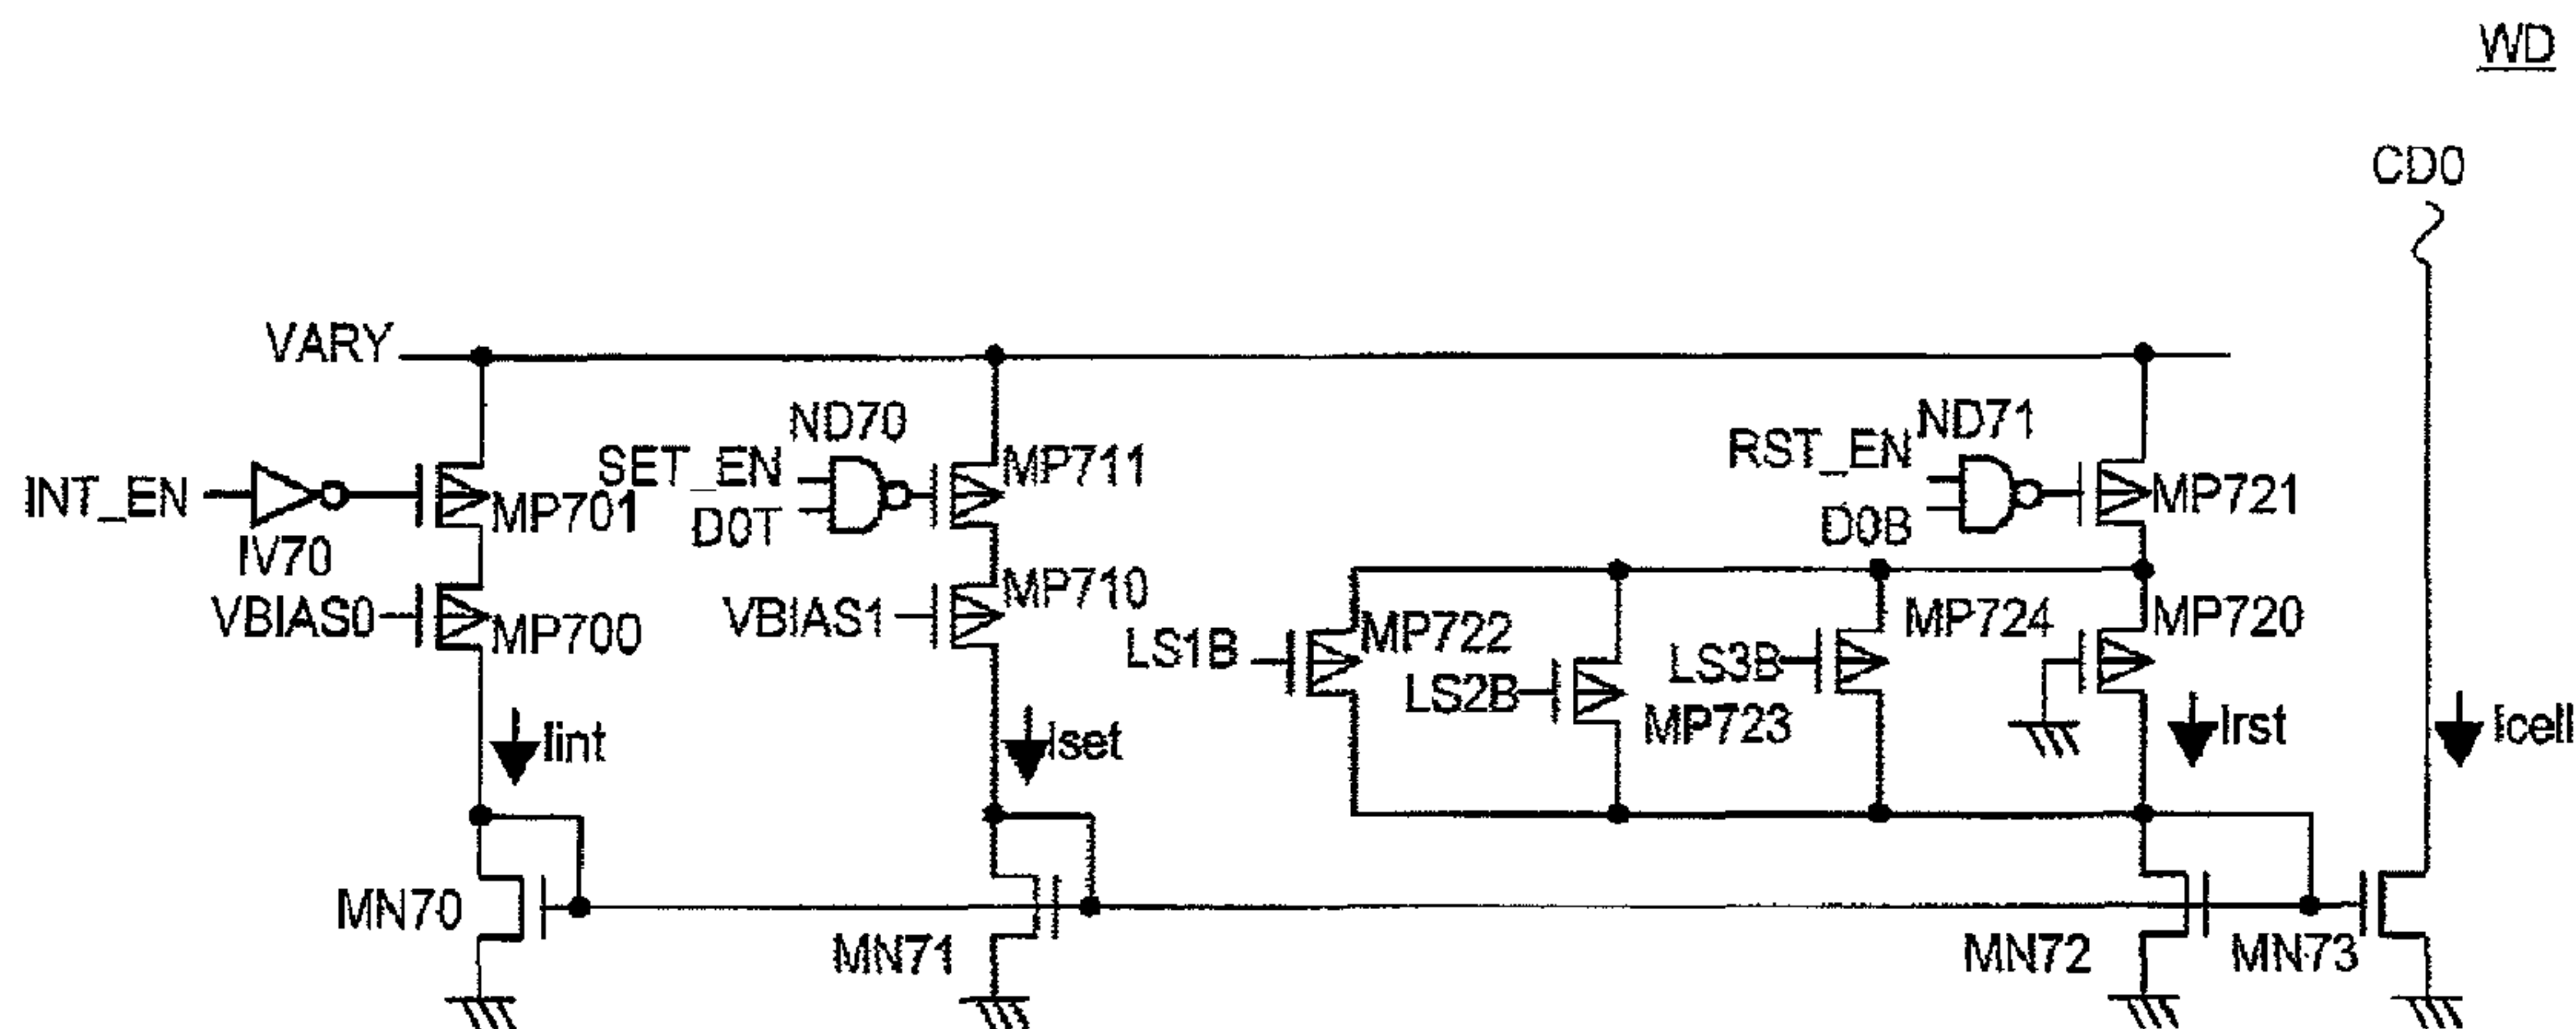 WD
CD0
VARY
ND70
ND71
SET_EN
MP711
RST_EN
INT_EN
MP701
D0T
MP721
D0B
IV70
MP710
VBIAS0
MP700
VBIAS1
MP722
MP724
MP720
LS1B
LS2B
LS3B
MP723
Iint
Iset
Irst
Icell
MN70
MN71
MN72
MN73